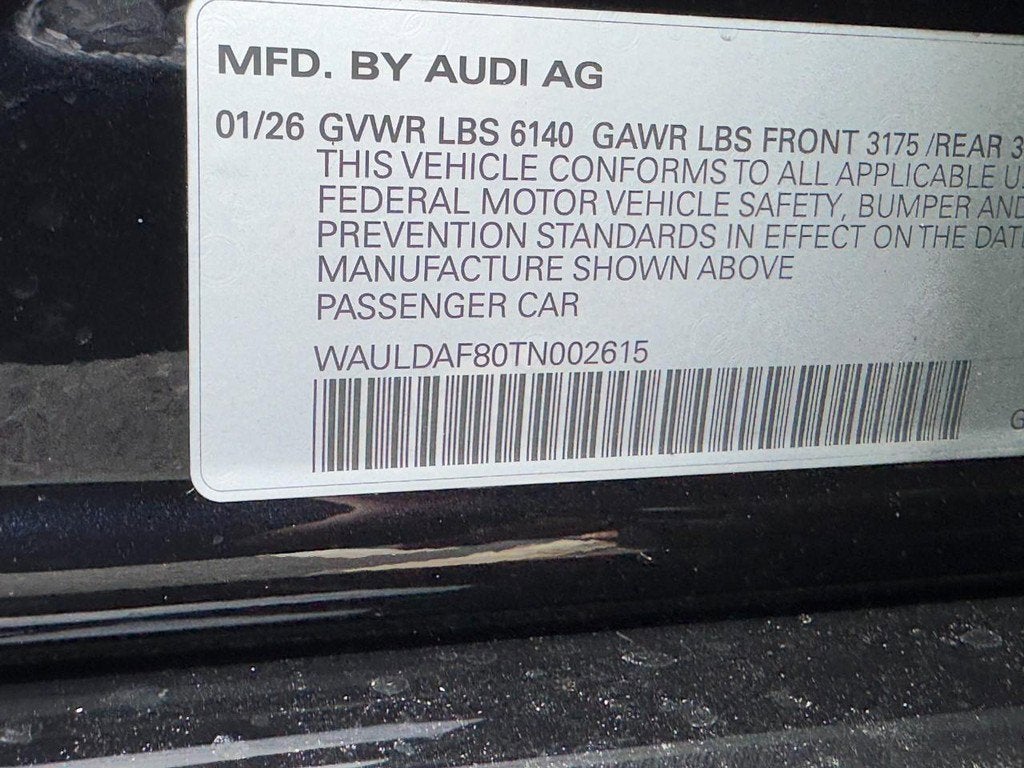 MFD. BY AUDI AG
01/26 GVWR LBS 6140 GAWR LBS FRONT 3175 /REAR 3
THIS VEHICLE CONFORMS TO ALL APPLICABLE U
FEDERAL MOTOR VEHICLE SAFETY, BUMPER AND
PREVENTION STANDARDS IN EFFECT ON THE DAT
MANUFACTURE SHOWN ABOVE
PASSENGER CAR
WAULDAF80TN002615
G